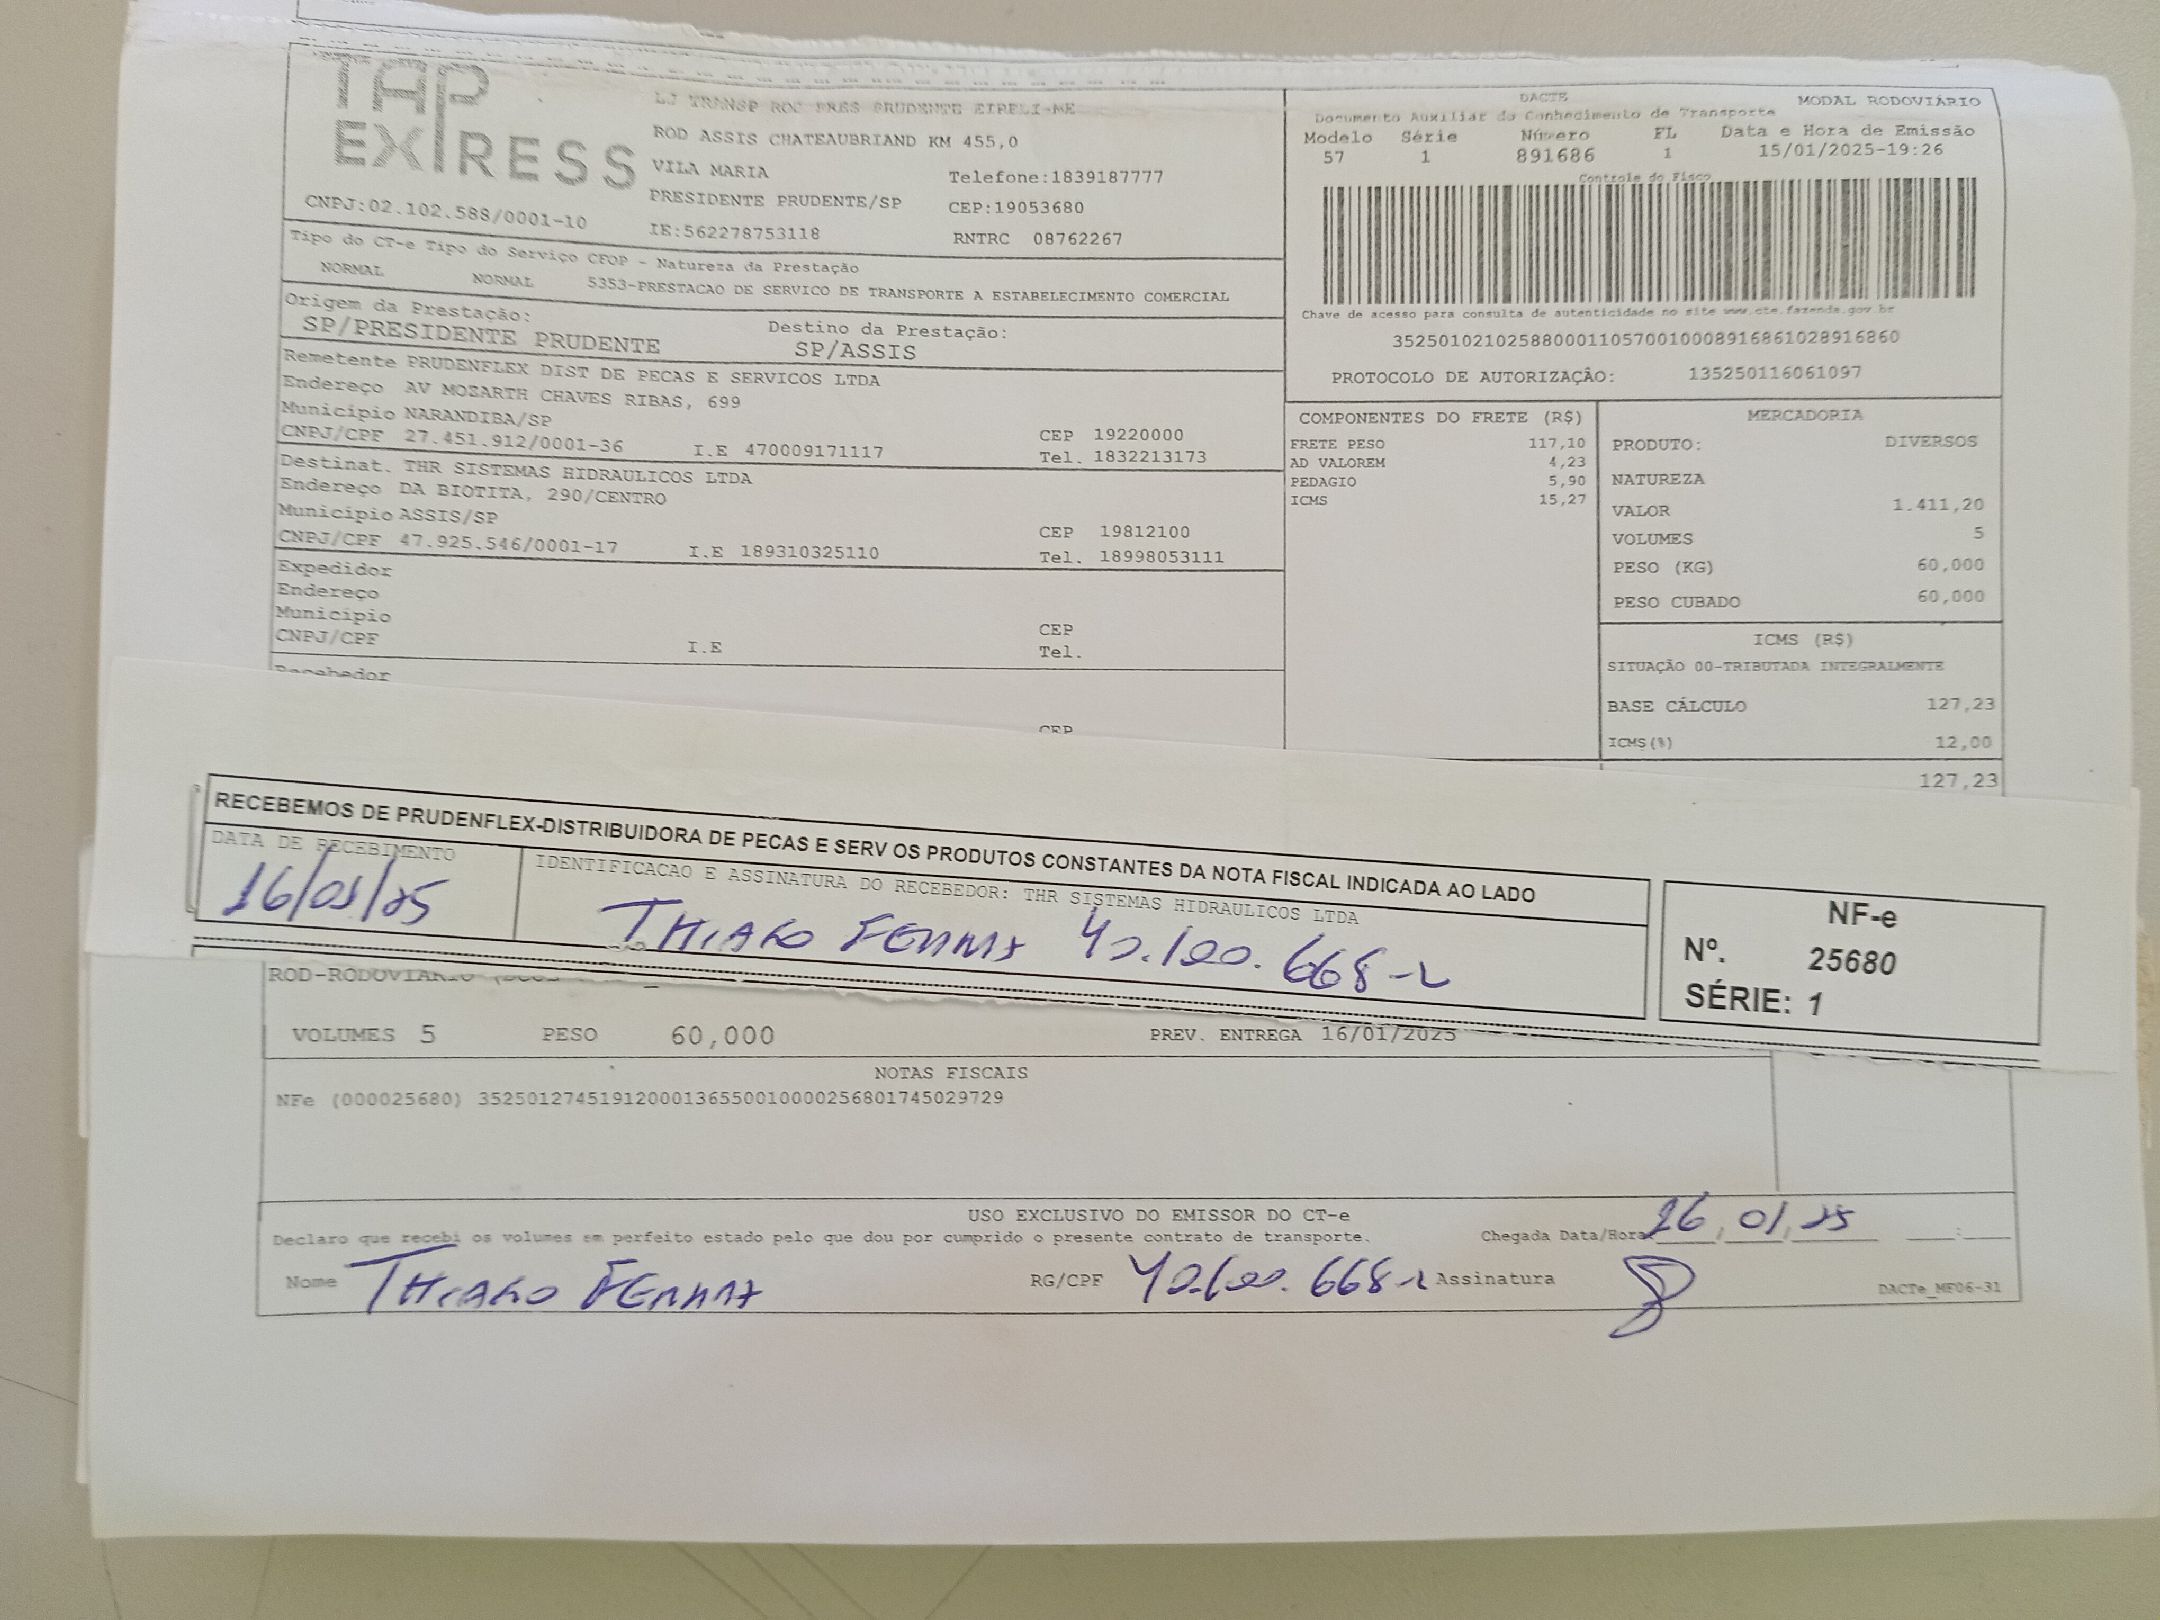 TAP
EXPRESS
LJ TRANSP ROC PRES PRUDENTE EIRELI-ME
ROD ASSIS CHATEAUBRIAND KM 455,0
VILA MARIA
Telefone:1839187777
PRESIDENTE PRUDENTE/SP
CEP:19053680
CNPJ:02.102.588/0001-10
IE:562278753118
RNTRC 08762267
DACTE
MODAL RODOVIÁRIO
Documento Auxiliar do Conhecimento de Transporte
Modelo Série Número FL Data e Hora de Emissão
57 1 891686 1 15/01/2025-19:26
Controle do Fisco
Chave de acesso para consulta de autenticidade no site www.cte.fazenda.gov.br
35250102102588000110570010008916861028916860
PROTOCOLO DE AUTORIZAÇÃO: 135250116061097
Tipo do CT-e Tipo do Serviço CFOP - Natureza da Prestação
NORMAL NORMAL 5353-PRESTACAO DE SERVICO DE TRANSPORTE A ESTABELECIMENTO COMERCIAL
Origem da Prestação: Destino da Prestação:
SP/PRESIDENTE PRUDENTE SP/ASSIS
Remetente PRUDENFLEX DIST DE PECAS E SERVICOS LTDA
Endereço AV MOZARTH CHAVES RIBAS, 699
Município NARANDIBA/SP CEP 19220000
CNPJ/CPF 27.451.912/0001-36 I.E 470009171117 Tel. 1832213173
Destinat. THR SISTEMAS HIDRAULICOS LTDA
Endereço DA BIOTITA, 290/CENTRO
Município ASSIS/SP CEP 19812100
CNPJ/CPF 47.925.546/0001-17 I.E 189310325110 Tel. 18998053111
Expedidor
Endereço
Município CEP
CNPJ/CPF I.E Tel.
Recebedor
CEP
COMPONENTES DO FRETE (R$)
FRETE PESO 117,10
AD VALOREM 4,23
PEDAGIO 5,90
ICMS 15,27
MERCADORIA
PRODUTO: DIVERSOS
NATUREZA
VALOR 1.411,20
VOLUMES 5
PESO (KG) 60,000
PESO CUBADO 60,000
ICMS (R$)
SITUAÇÃO 00-TRIBUTADA INTEGRALMENTE
BASE CÁLCULO 127,23
ICMS(%) 12,00
127,23
RECEBEMOS DE PRUDENFLEX-DISTRIBUIDORA DE PECAS E SERV OS PRODUTOS CONSTANTES DA NOTA FISCAL INDICADA AO LADO
DATA DE RECEBIMENTO
16/01/25
IDENTIFICACAO E ASSINATURA DO RECEBEDOR: THR SISTEMAS HIDRAULICOS LTDA
THIAGO
NF-e
Nº. 25680
SÉRIE: 1
ROD-RODOVIARIO
VOLUMES 5 PESO 60,000 PREV. ENTREGA 16/01/2025
NOTAS FISCAIS
NFe (000025680) 35250127451912000136550010000256801745029729
USO EXCLUSIVO DO EMISSOR DO CT-e
Declaro que recebi os volumes em perfeito estado pelo que dou por cumprido o presente contrato de transporte.
Chegada Data/Hora 16/01/25 :
Nome THIAGO
RG/CPF
Assinatura
DACTe_MF06-31